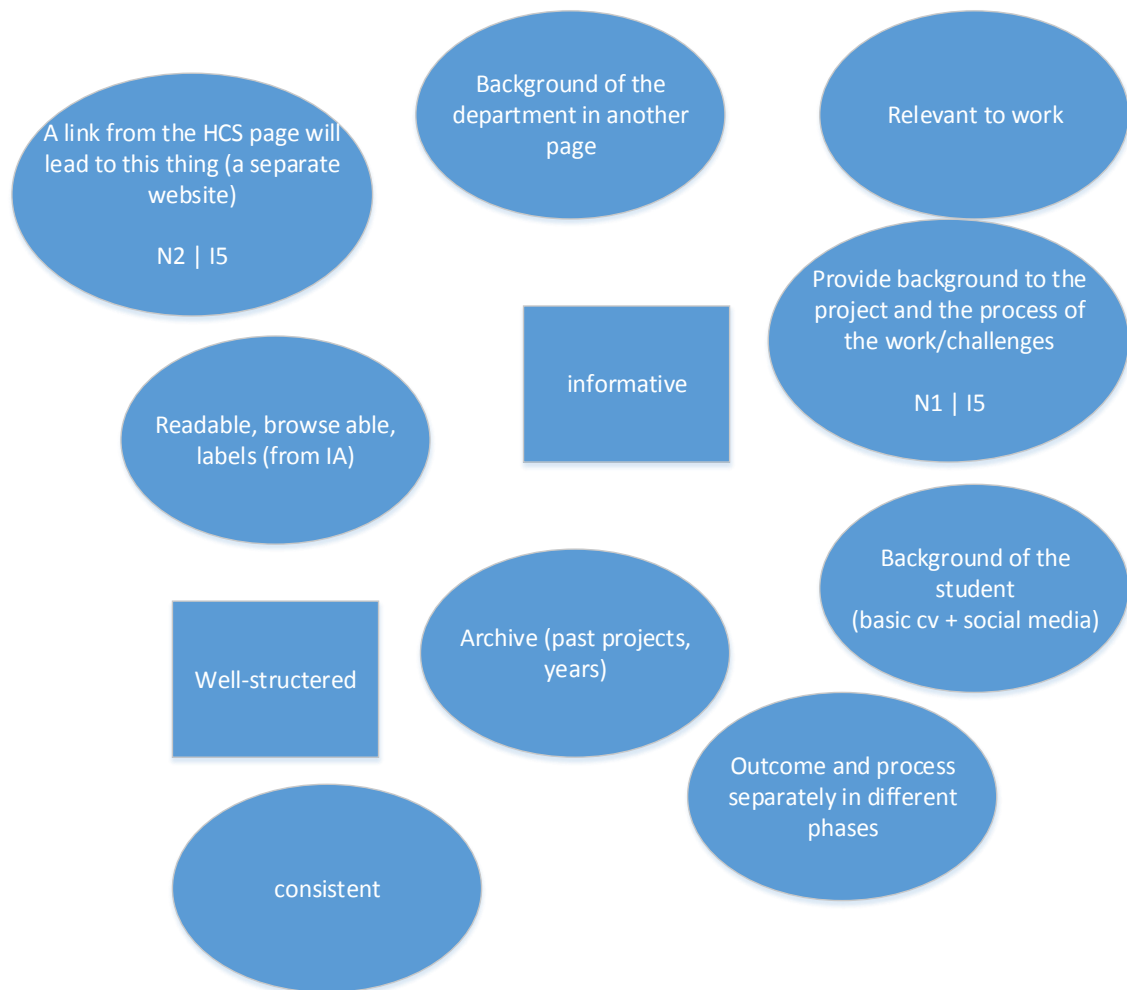 Background of the
department in another
page
A link from the HCS page will
lead to this thing (a separate
website)
N2 | I5
Relevant to work
Provide background to the
project and the process of
the work/challenges
N1 | I5
informative
Readable, browse able,
labels (from IA)
Background of the
student
(basic cv + social media)
Archive (past projects,
years)
Well-structered
Outcome and process
separately in different
phases
consistent